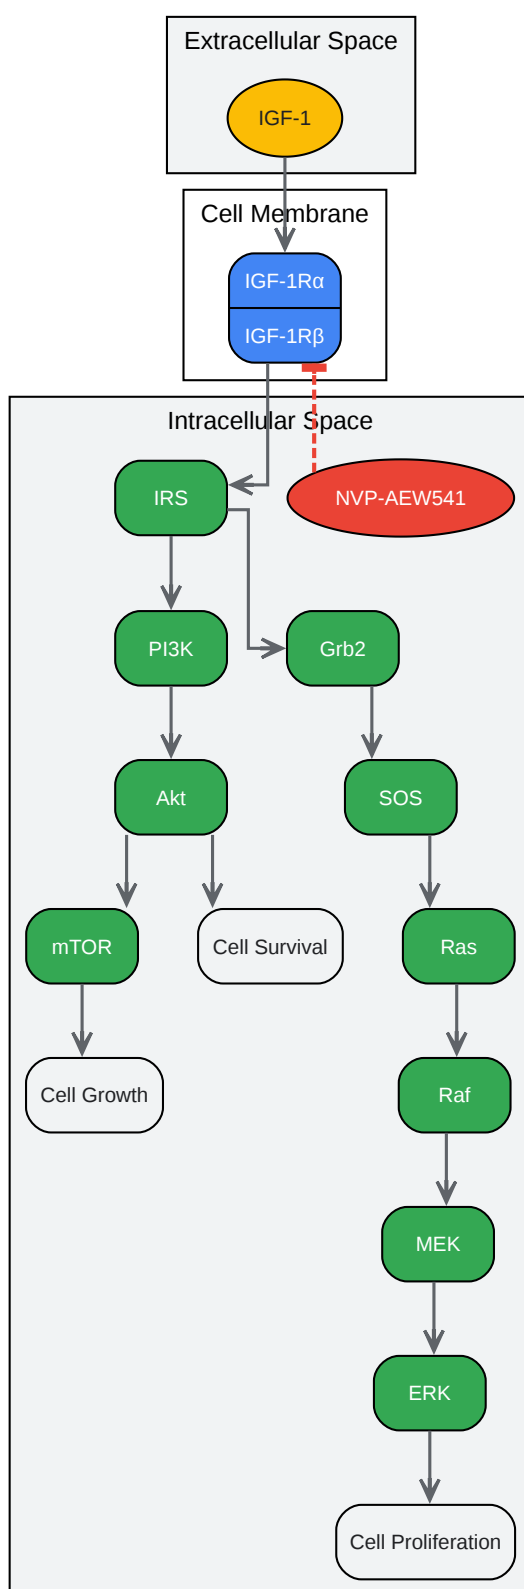 Extracellular Space
IGF-1
Cell Membrane
IGF-1Rα
IGF-1Rβ
Intracellular Space
IRS
NVP-AEW541
PI3K
Grb2
Akt
SOS
mTOR
Cell Survival
Ras
Cell Growth
Raf
MEK
ERK
Cell Proliferation